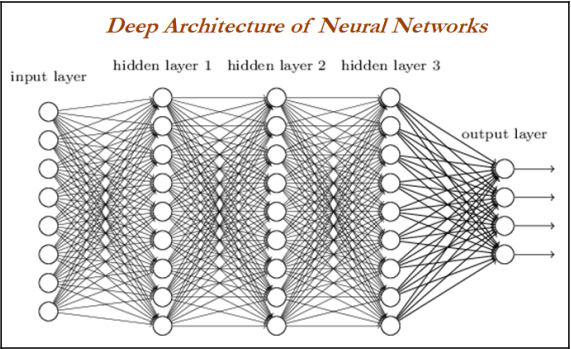 Deep Architecture of Neural Networks
hidden layer 1 hidden layer 2 hidden layer 3
input layer
output layer